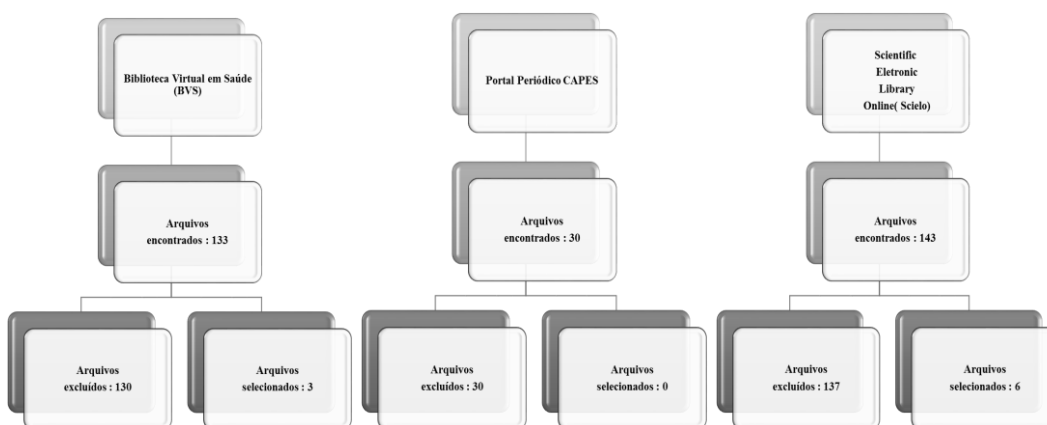 Biblioteca Virtual em Saúde
(BVS)
Arquivos
encontrados : 133
Arquivos
excluídos : 130
Arquivos
selecionados : 3
Portal Periódico CAPES
Arquivos
encontrados : 30
Arquivos
excluídos : 30
Arquivos
selecionados : 0
Scientific
Eletronic
Library
Online( Scielo)
Arquivos
encontrados : 143
Arquivos
excluídos : 137
Arquivos
selecionados : 6